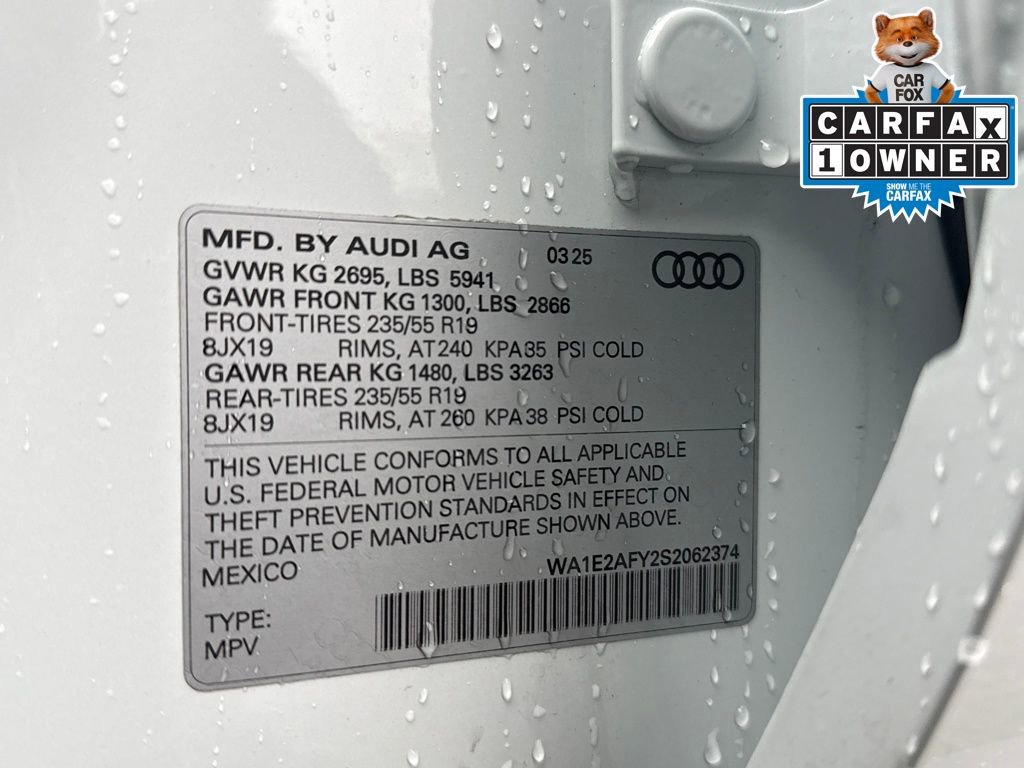 CAR
FOX
CARFAX
1 OWNER
SHOW ME THE
CARFAX
MFD. BY AUDI AG 03 25
GVWR KG 2695, LBS 5941
GAWR FRONT KG 1300, LBS 2866
FRONT-TIRES 235/55 R19
8JX19 RIMS, AT 240 KPA 35 PSI COLD
GAWR REAR KG 1480, LBS 3263
REAR-TIRES 235/55 R19
8JX19 RIMS, AT 260 KPA 38 PSI COLD
THIS VEHICLE CONFORMS TO ALL APPLICABLE
U.S. FEDERAL MOTOR VEHICLE SAFETY AND
THEFT PREVENTION STANDARDS IN EFFECT ON
THE DATE OF MANUFACTURE SHOWN ABOVE.
MEXICO WA1E2AFY2S2062374
TYPE:
MPV